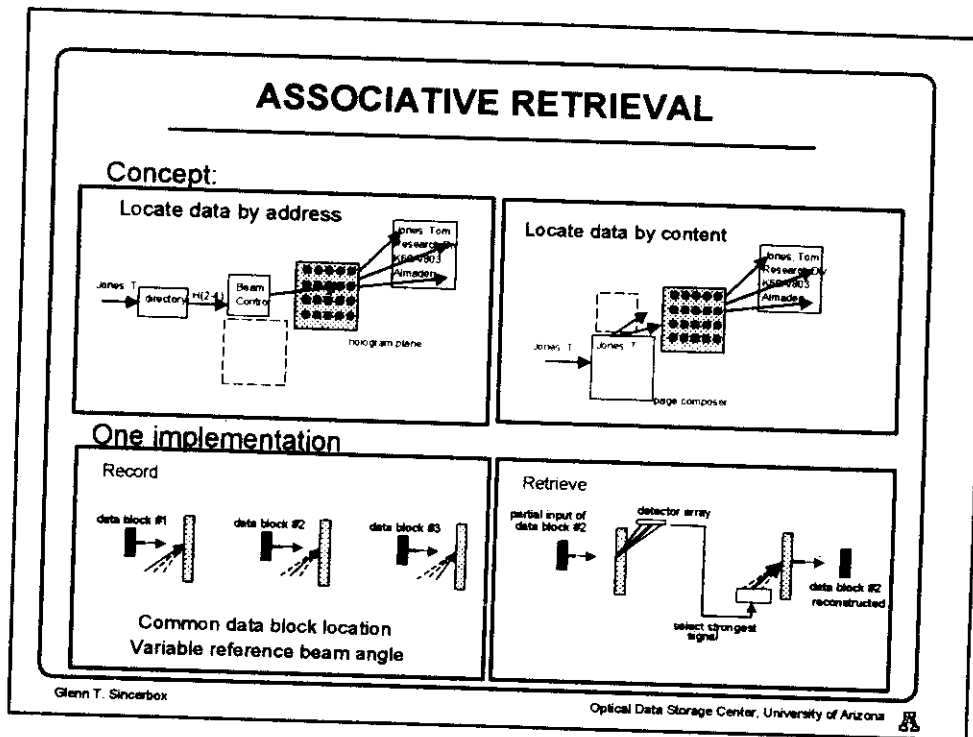 ASSOCIATIVE RETRIEVAL
Concept:
Locate data by address
Jones T.
directory
Beam
Control
hologram plane
Jones, Tom
Research Div
Almaden
Locate data by content
Jones T.
Jones T.
page composer
Jones, Tom
Research Div
Almaden
One implementation
Record
data block #1
data block #2
data block #3
Common data block location
Variable reference beam angle
Retrieve
partial input of
data block #2
detector array
select strongest
signal
data block #2
reconstructed
Glenn T. Sincerbox
Optical Data Storage Center, University of Arizona
A